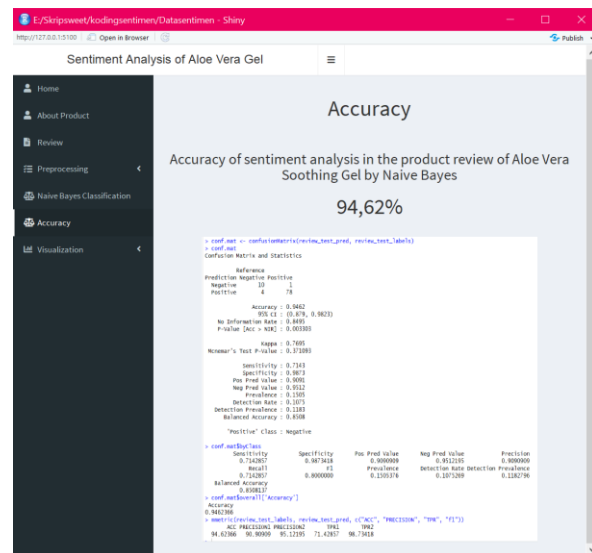 E:/Skripsweet/kodingsentimen/Datasentimen - Shiny
http://127.0.0.1:5100 Open in Browser Publish
Sentiment Analysis of Aloe Vera Gel
Home
About Product
Review
Preprocessing
Naive Bayes Classification
Accuracy
Visualization
Accuracy
Accuracy of sentiment analysis in the product review of Aloe Vera
Soothing Gel by Naive Bayes
94,62%
> conf.mat <- confusionMatrix(review_test_pred, review_test_labels)
> conf.mat
Confusion Matrix and Statistics
Reference
Prediction Negative Positive
Negative 10 1
Positive 4 78
Accuracy : 0.9462
95% CI : (0.879, 0.9823)
No Information Rate : 0.8495
P-Value [Acc > NIR] : 0.003303
Kappa : 0.7695
Mcnemar's Test P-Value : 0.371093
Sensitivity : 0.7143
Specificity : 0.9873
Pos Pred Value : 0.9091
Neg Pred Value : 0.9512
Prevalence : 0.1505
Detection Rate : 0.1075
Detection Prevalence : 0.1183
Balanced Accuracy : 0.8508
'Positive' Class : Negative
> conf.mat$byClass
Sensitivity Specificity Pos Pred Value Neg Pred Value Precision
0.7142857 0.9873418 0.9090909 0.9512195 0.9090909
Recall F1 Prevalence Detection Rate Detection Prevalence
0.7142857 0.8000000 0.1505376 0.1075269 0.1182796
Balanced Accuracy
0.8508137
> conf.mat$overall['Accuracy']
Accuracy
0.9462366
> mmetric(review_test_labels, review_test_pred, c("ACC", "PRECISION", "TPR", "F1"))
ACC PRECISION1 PRECISION2 TPR1 TPR2
94.62366 90.90909 95.12195 71.42857 98.73418